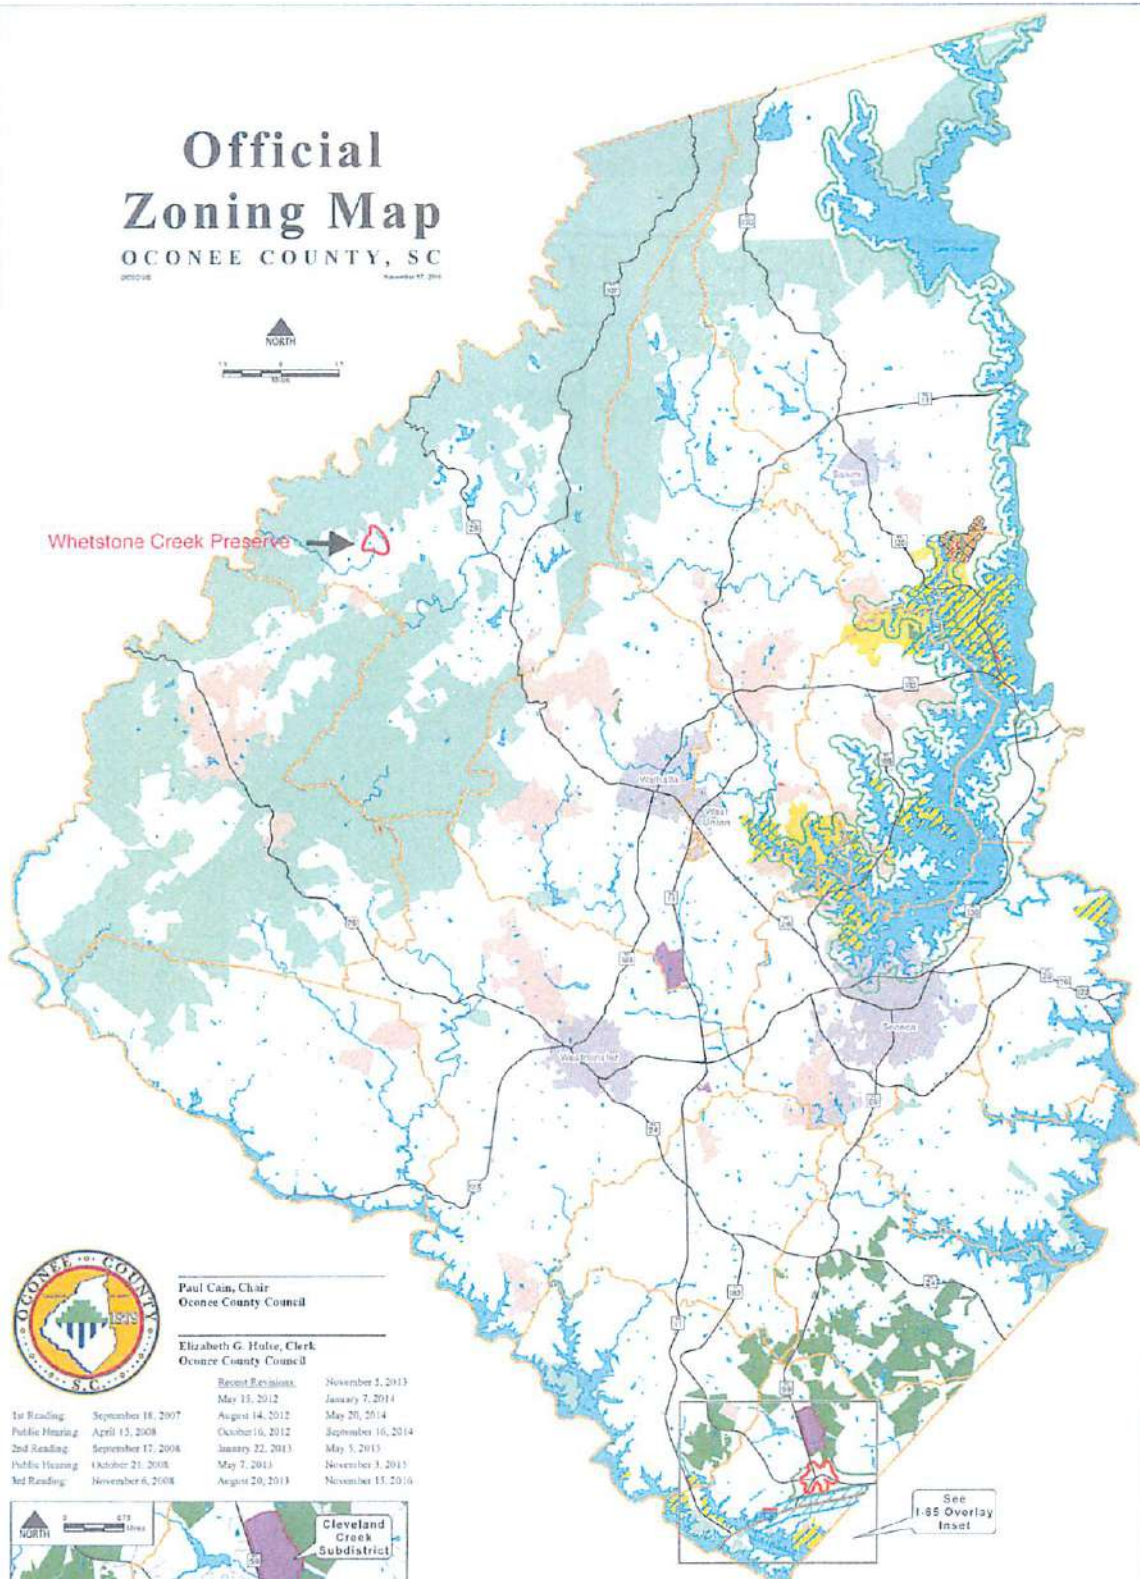 Official
Zoning Map
OCONEE COUNTY, SC
NORTH
Whetstone Creek Preserve
Salem
Walhalla
West
Union
Seneca
Westminster
OCONEE COUNTY
S.C.
Paul Cain, Chair
Oconee County Council
Elizabeth G. Hulse, Clerk
Oconee County Council
Recent Revisions: November 5, 2013
May 15, 2012 January 7, 2014
1st Reading: September 18, 2007 August 14, 2012 May 20, 2014
Public Hearing: April 15, 2008 October 16, 2012 September 16, 2014
2nd Reading: September 17, 2008 January 22, 2013 May 5, 2015
Public Hearing: October 21, 2008 May 7, 2013 November 3, 2015
3rd Reading: November 6, 2008 August 20, 2013 November 15, 2016
See
I-85 Overlay
Inset
NORTH
Miles
Cleveland
Creek
Subdistrict